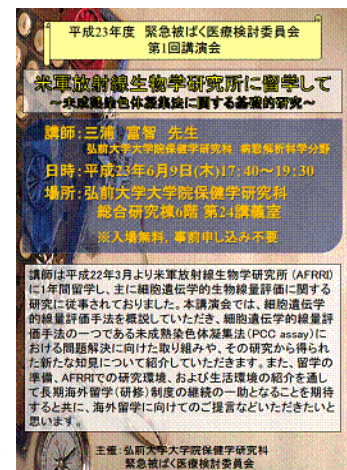 平成23年度　緊急被ばく医療検討委員会
第1回講演会
米軍放射線生物学研究所に留学して
～未成熟染色体凝集法に関する基礎的研究～
講師：三浦　富智　先生
弘前大学大学院保健学研究科　病態解析科学分野
日時：平成23年6月9日(木)17:40～19:30
場所：弘前大学大学院保健学研究科
総合研究棟6階　第24講義室
※入場無料，事前申し込み不要
講師は平成22年3月より米軍放射線生物学研究所（AFRRI）
に1年間留学し、主に細胞遺伝学的生物線量評価に関する
研究に従事されておりました。本講演会では、細胞遺伝学
的線量評価手法を概説していただき、細胞遺伝学的線量評
価手法の一つである未成熟染色体凝集法(PCC assay)に
おける問題解決に向けた取り組みや、その研究から得られ
た新たな知見について紹介していただきます。また、留学の
準備、AFRRIでの研究環境、および生活環境の紹介を通し
て長期海外留学（研修）制度の継続の一助となることを期待
すると共に、海外留学に向けてのご提言などいただきたいと
思います。
主催：弘前大学大学院保健学研究科
緊急被ばく医療検討委員会